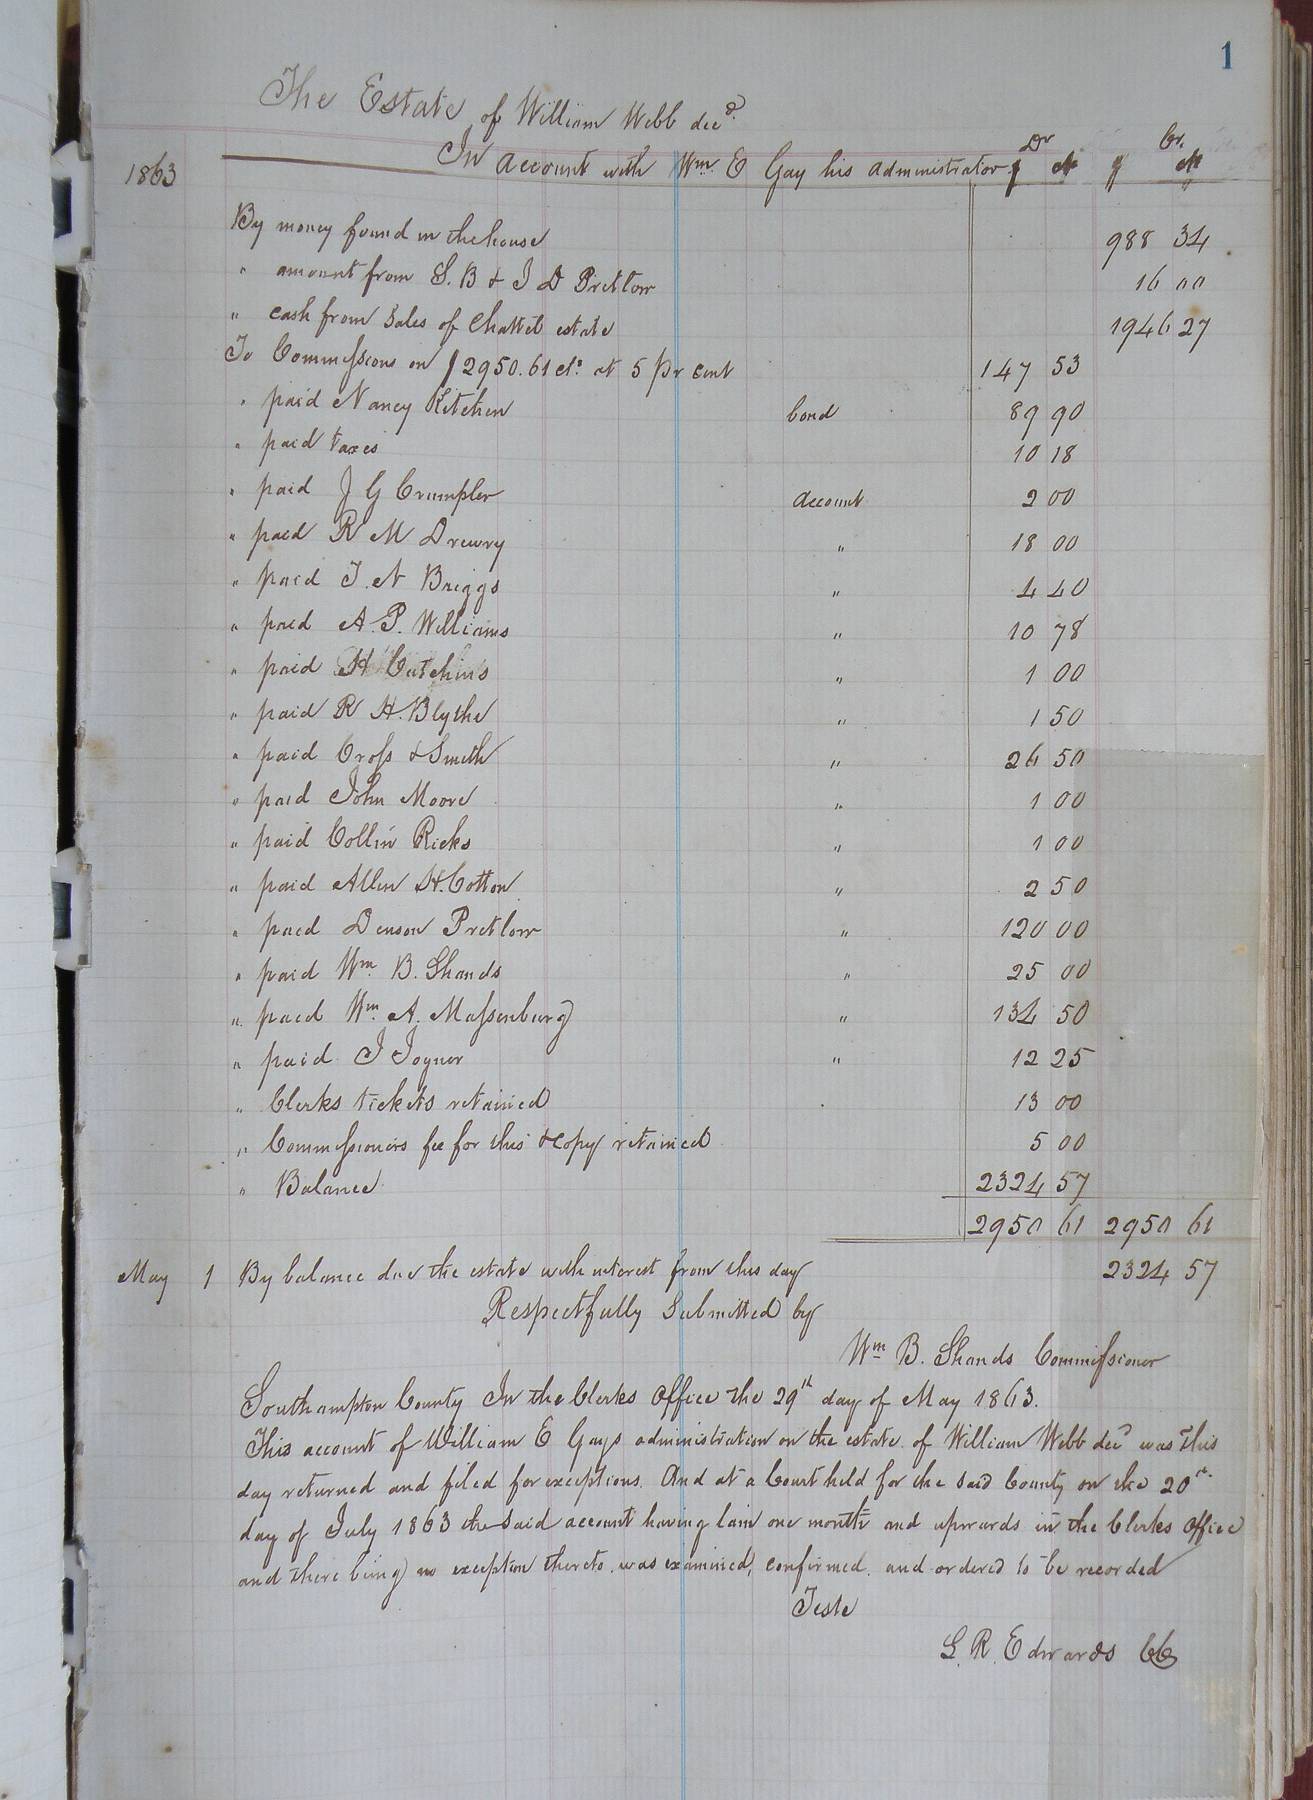 1
The Estate of William Webb decd.
In account with Wm E Gay his administrator Dr Cr.
1863 $ cts $ cts
By money found in the house 988 34
" amount from S. B & J D Pretlow 16 00
" cash from sales of Chattel estate 1946 27
To Commissions on $2950.61 cts at 5 pr cent 147 53
" paid Nancy Kitchen bond 89 90
" paid taxes 10 18
" paid J G Crumpler account 2 00
" paid R M Drewry " 18 00
" paid J. N Briggs " 4 40
" paid A. P. Williams " 10 78
" paid H Cutchins " 1 00
" paid R H. Blythe " 1 50
" paid Cross & Smith " 26 50
" paid John Moore " 1 00
" paid Collin Ricks " 1 00
" paid Allen H. Cotton " 2 50
" paid Denson Pretlow " 120 00
" paid Wm B. Shands " 25 00
" paid Wm A. Massenburg " 134 50
" paid J Joyner " 12 25
" Clerks tickets retained 13 00
" Commissioners fee for this & copy retained 5 00
" Balance 2324 57
2950 61 2950 61
May 1 By balance due the estate with interest from this day 2324 57
Respectfully submitted by
Wm B. Shands Commissioner
Southampton County In the Clerks Office the 29th day of May 1863.
This account of William E Gays administration on the estate of William Webb decd was this
day returned and filed for exceptions. And at a Court held for the said County on the 20th
day of July 1863 the said account having lain one month and upwards in the Clerks Office
and there being no exception thereto, was examined, confirmed and ordered to be recorded
Teste
L. R. Edwards CC